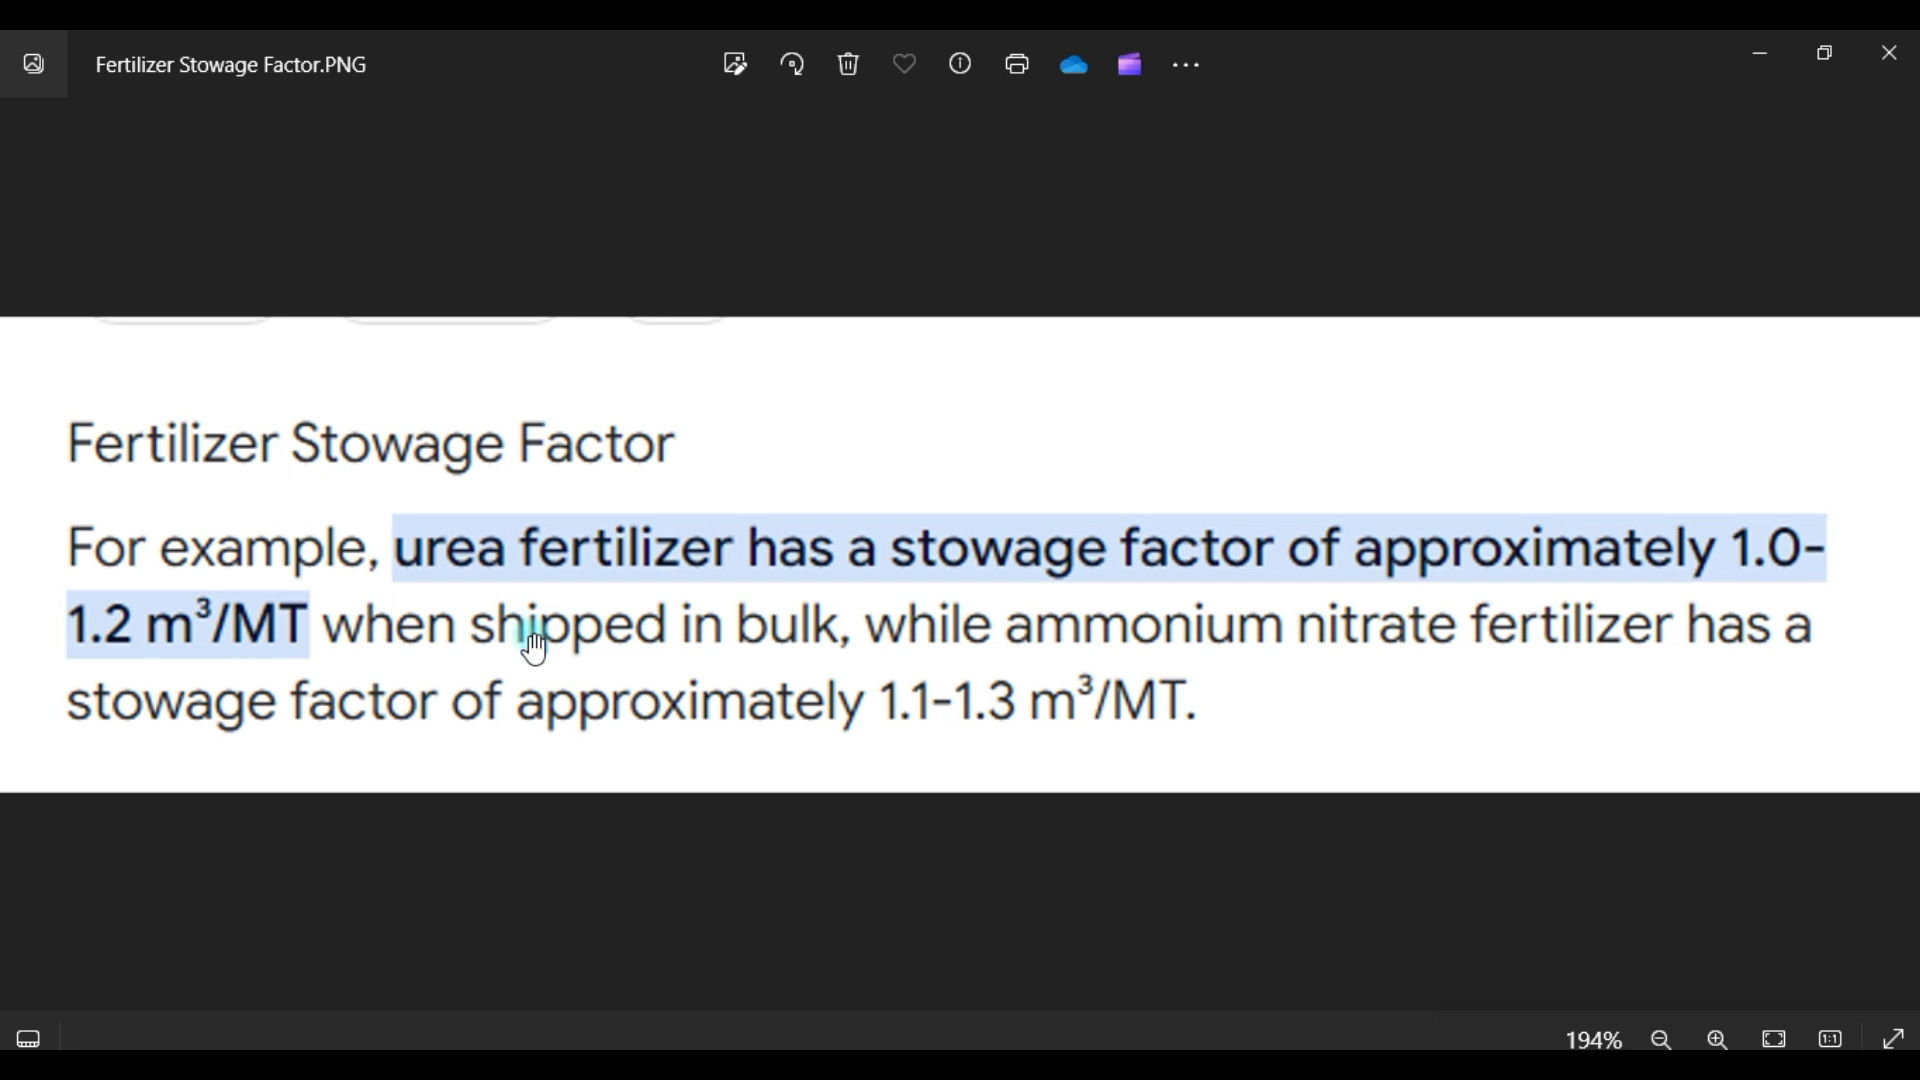 Fertilizer Stowage Factor.PNG
Fertilizer Stowage Factor
For example, urea fertilizer has a stowage factor of approximately 1.0-
1.2 m³/MT when shipped in bulk, while ammonium nitrate fertilizer has a
stowage factor of approximately 1.1-1.3 m³/MT.
194%
1:1